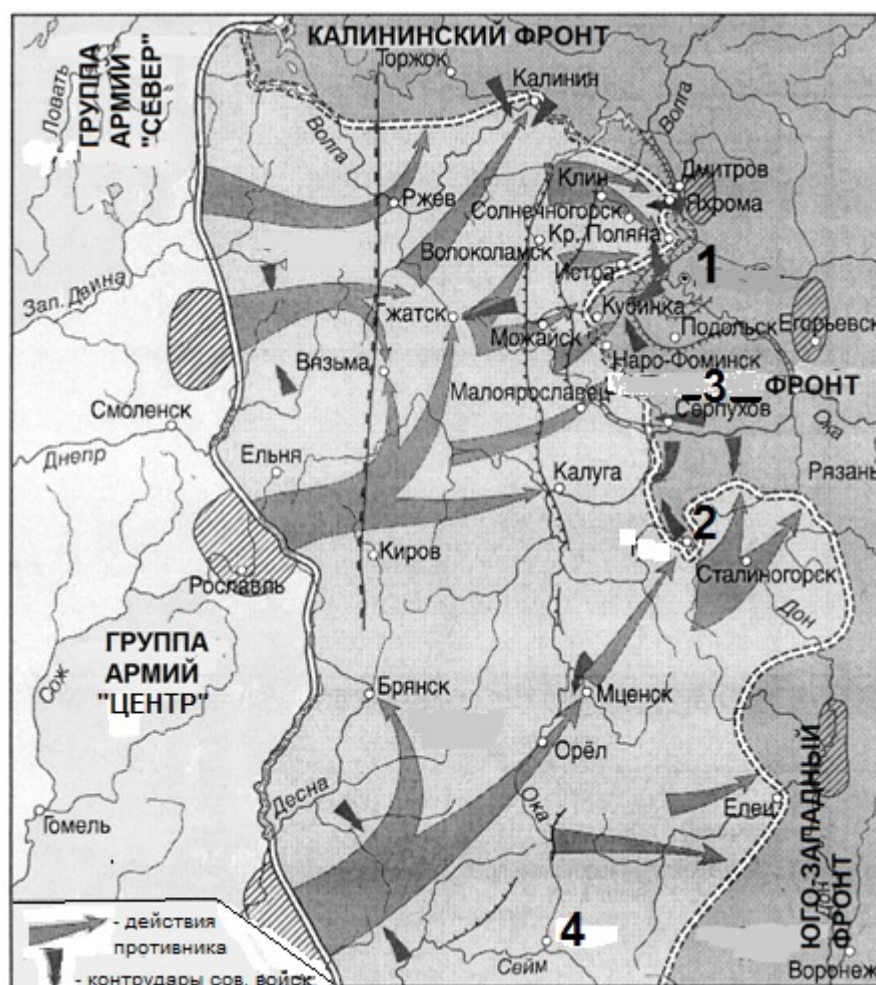 КАЛИНИНСКИЙ ФРОНТ
Торжок
Калинин
ГРУППА
АРМИЙ
"СЕВЕР"
Ловать
Волга
Волга
Дмитров
Клин
Яхрома
Ржев
Солнечногорск
Кр. Поляна
Волоколамск
1
Истра
Зап. Двина
Гжатск
Кубинка
Можайск
Подольск
Егорьевск
Вязьма
Наро-Фоминск
_3_ ФРОНТ
Малоярославец
Смоленск
Серпухов
Ока
Днепр
Ельня
Рязань
Калуга
2
Киров
Сталиногорск
Рославль
Дон
ГРУППА
АРМИЙ
"ЦЕНТР"
Сож
Брянск
Мценск
Орёл
Десна
Ока
Елец
Гомель
ЮГО-ЗАПАДНЫЙ
ФРОНТ
Дон
4
Сейм
Воронеж
- действия
противника
- контрудары сов. войск